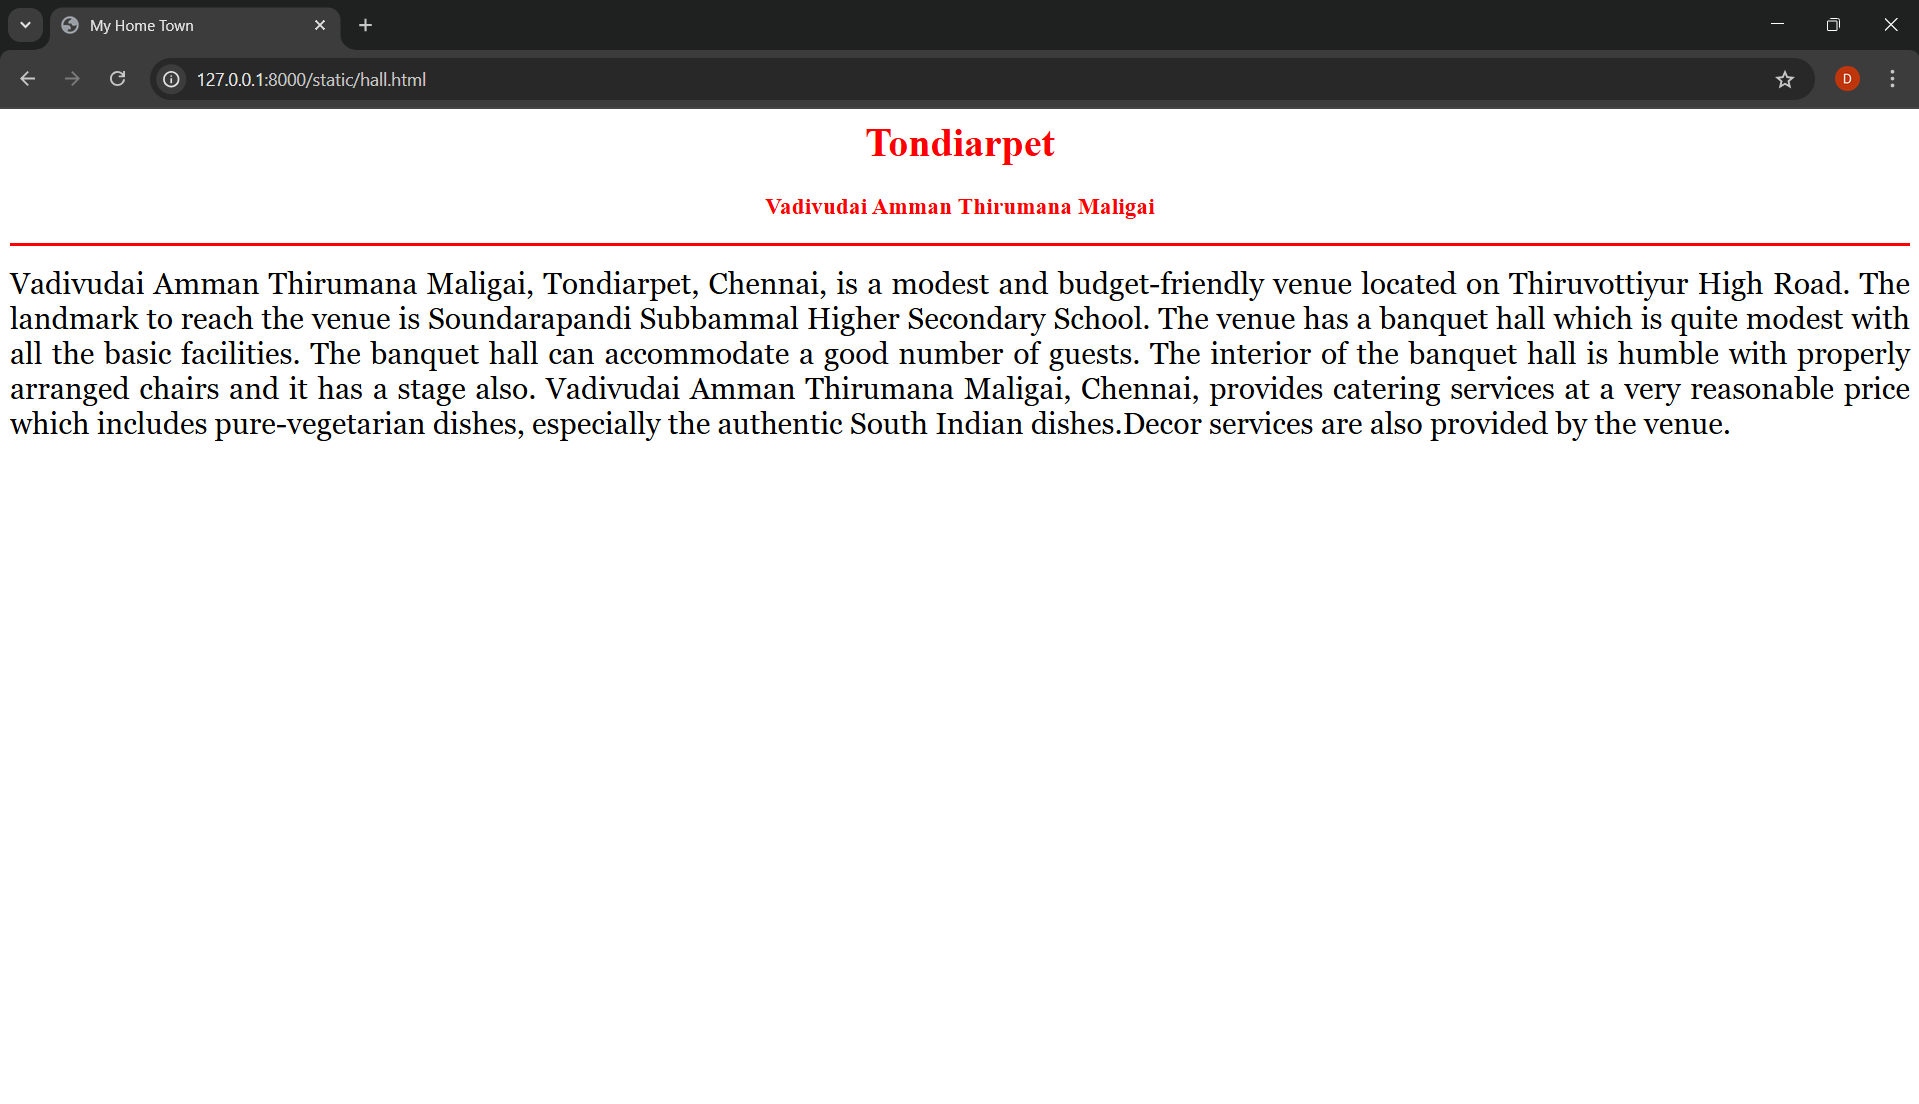 My Home Town
127.0.0.1:8000/static/hall.html
D
Tondiarpet
Vadivudai Amman Thirumana Maligai
Vadivudai Amman Thirumana Maligai, Tondiarpet, Chennai, is a modest and budget-friendly venue located on Thiruvottiyur High Road. The
landmark to reach the venue is Soundarapandi Subbammal Higher Secondary School. The venue has a banquet hall which is quite modest with
all the basic facilities. The banquet hall can accommodate a good number of guests. The interior of the banquet hall is humble with properly
arranged chairs and it has a stage also. Vadivudai Amman Thirumana Maligai, Chennai, provides catering services at a very reasonable price
which includes pure-vegetarian dishes, especially the authentic South Indian dishes.Decor services are also provided by the venue.